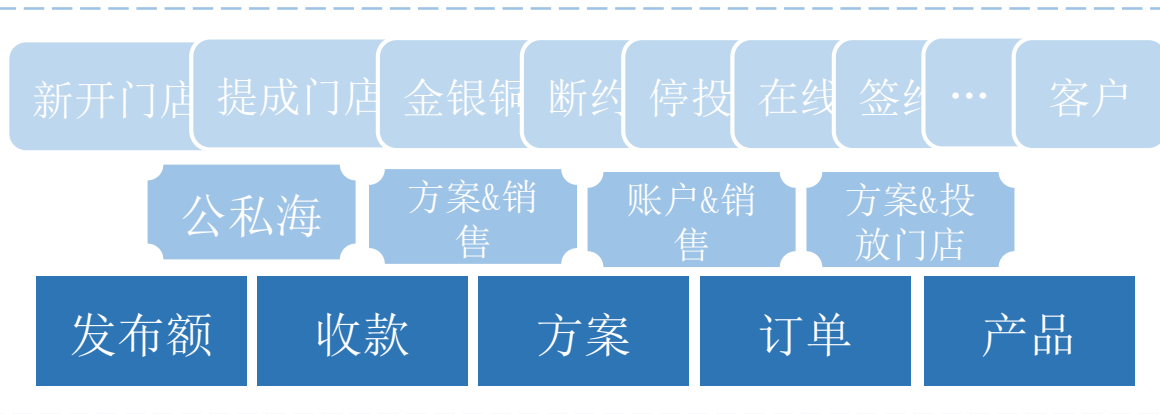 新开门店
提成门店
金银铜
断约
停投
在线
签约
…
客户
公私海
方案&销
售
账户&销
售
方案&投
放门店
发布额
收款
方案
订单
产品